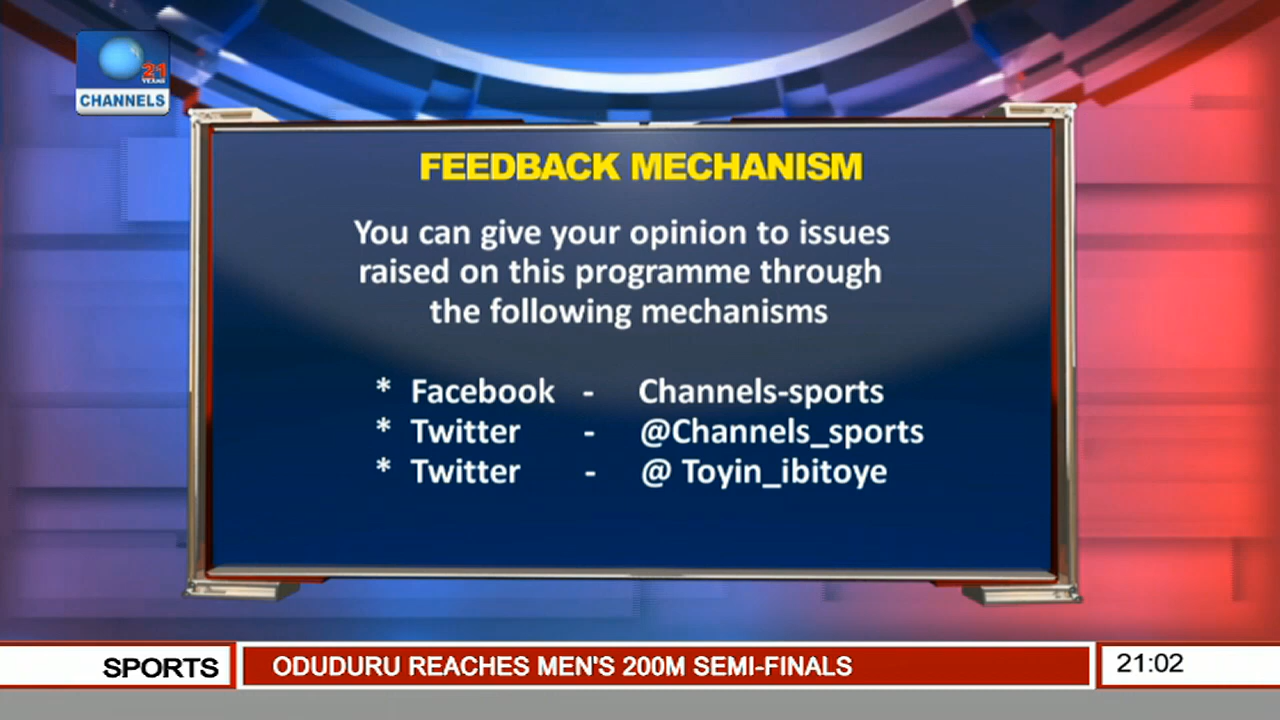 21
YEARS
CHANNELS
FEEDBACK MECHANISM
You can give your opinion to issues
raised on this programme through
the following mechanisms
* Facebook - Channels-sports
* Twitter - @Channels_sports
* Twitter - @ Toyin_ibitoye
SPORTS
ODUDURU REACHES MEN'S 200M SEMI-FINALS
21:02